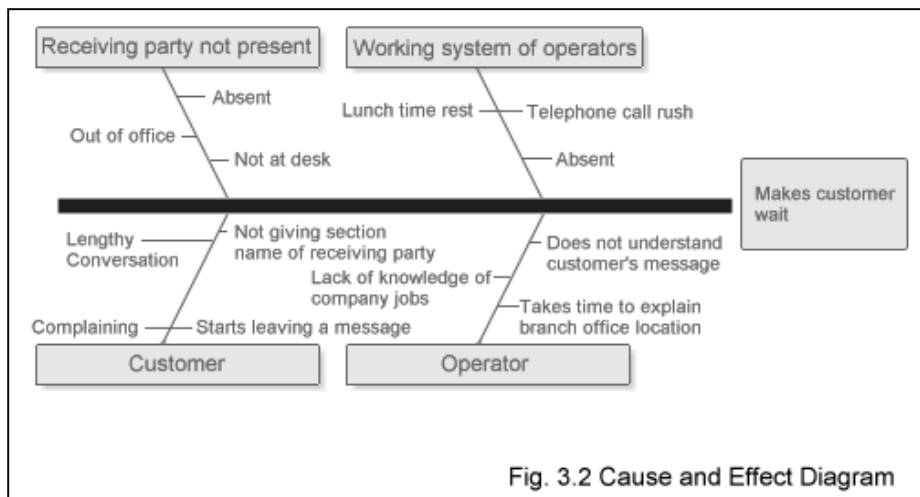 Receiving party not present
Working system of operators
Absent
Out of office
Not at desk
Lunch time rest
Telephone call rush
Absent
Makes customer
wait
Lengthy
Conversation
Not giving section
name of receiving party
Complaining
Starts leaving a message
Does not understand
customer's message
Lack of knowledge of
company jobs
Takes time to explain
branch office location
Customer
Operator
Fig. 3.2 Cause and Effect Diagram